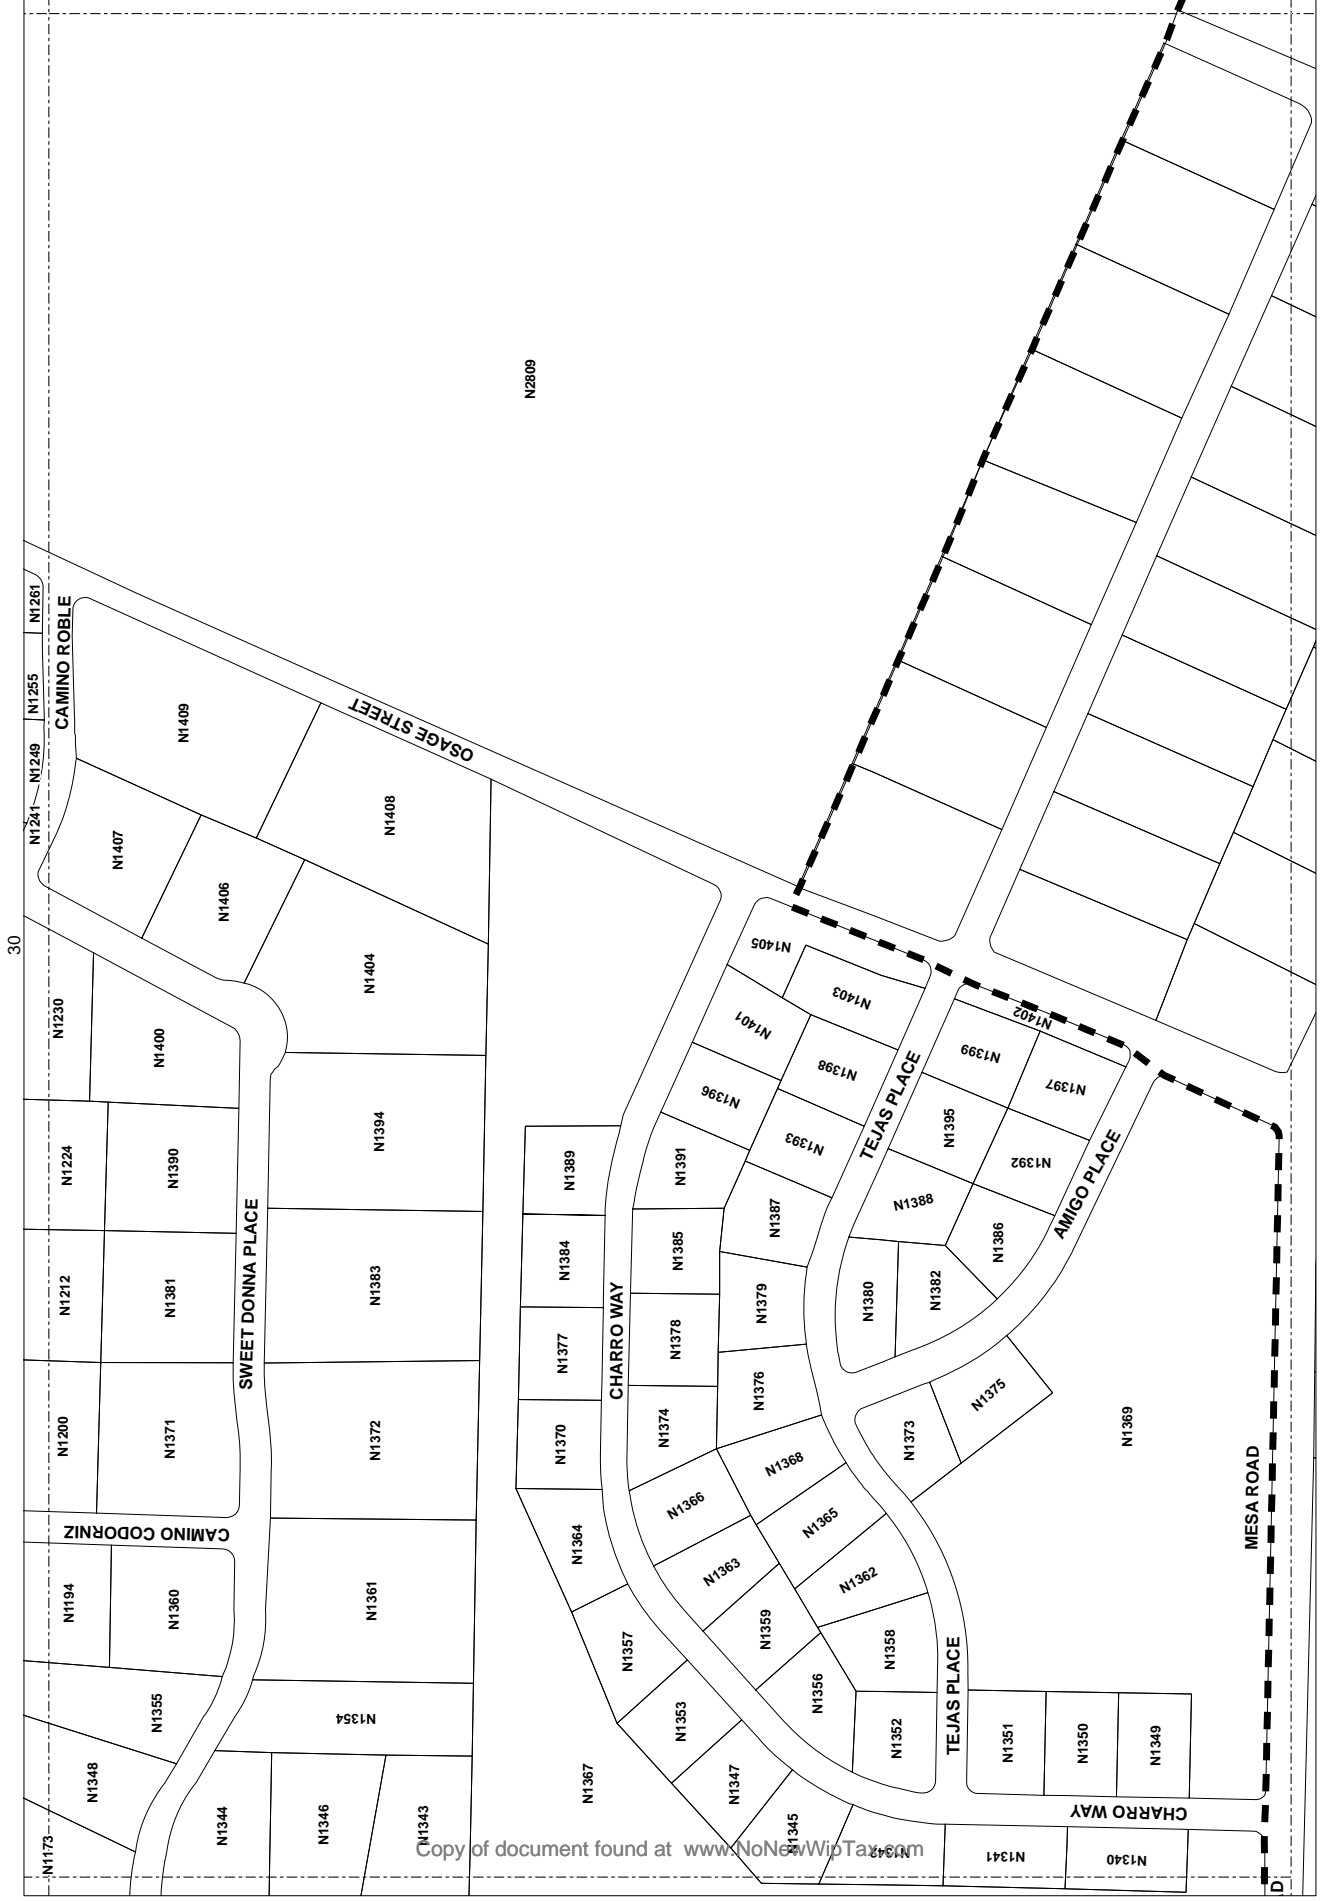 30
N2809
N1261
N1255
N1249
N1241
CAMINO ROBLE
N1409
N1407
N1408
OSAGE STREET
N1406
N1404
N1405
N1403
N1401
N1402
N1230
N1400
N1399
N1398
N1397
N1396
N1395
N1394
N1393
N1392
N1391
TEJAS PLACE
AMIGO PLACE
N1224
N1390
N1389
N1388
N1387
N1386
N1385
N1384
N1383
N1382
N1381
N1380
N1379
N1378
N1377
N1376
N1375
N1374
N1373
N1212
SWEET DONNA PLACE
CHARRO WAY
N1200
N1371
N1372
N1370
N1369
N1368
N1366
N1365
N1364
N1363
N1362
MESA ROAD
CAMINO CODORNIZ
N1194
N1360
N1361
N1359
N1358
N1357
N1356
N1355
N1354
N1353
N1352
TEJAS PLACE
N1351
N1350
N1349
N1348
N1367
N1347
N1344
N1346
N1343
N1345
N1342
N1341
N1340
CHARRO WAY
N1173
D
Copy of document found at www.NoNewWipTax.com